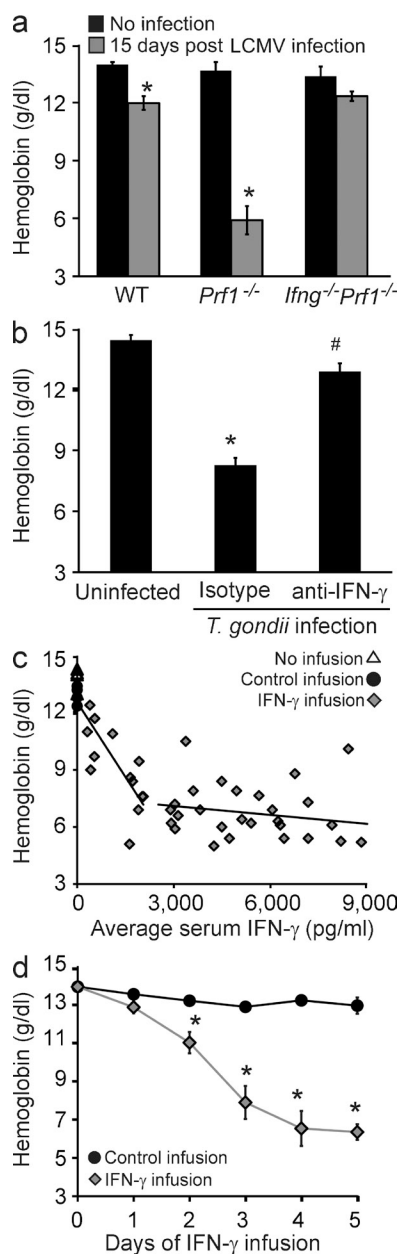 a
No infection
15 days post LCMV infection
Hemoglobin (g/dl)
15
12
9
6
3
*
*
WT
Prf1 -/-
Ifng-/-Prf1-/-
b
Hemoglobin (g/dl)
15
12
9
6
3
*
#
Uninfected
Isotype
anti-IFN-γ
T. gondii infection
c
No infusion
Control infusion
IFN-γ infusion
Hemoglobin (g/dl)
15
12
9
6
3
0
3,000
6,000
9,000
Average serum IFN-γ (pg/ml)
d
Hemoglobin (g/dl)
15
13
11
9
7
5
3
1
*
*
*
*
Control infusion
IFN-γ infusion
0 1 2 3 4 5
Days of IFN-γ infusion